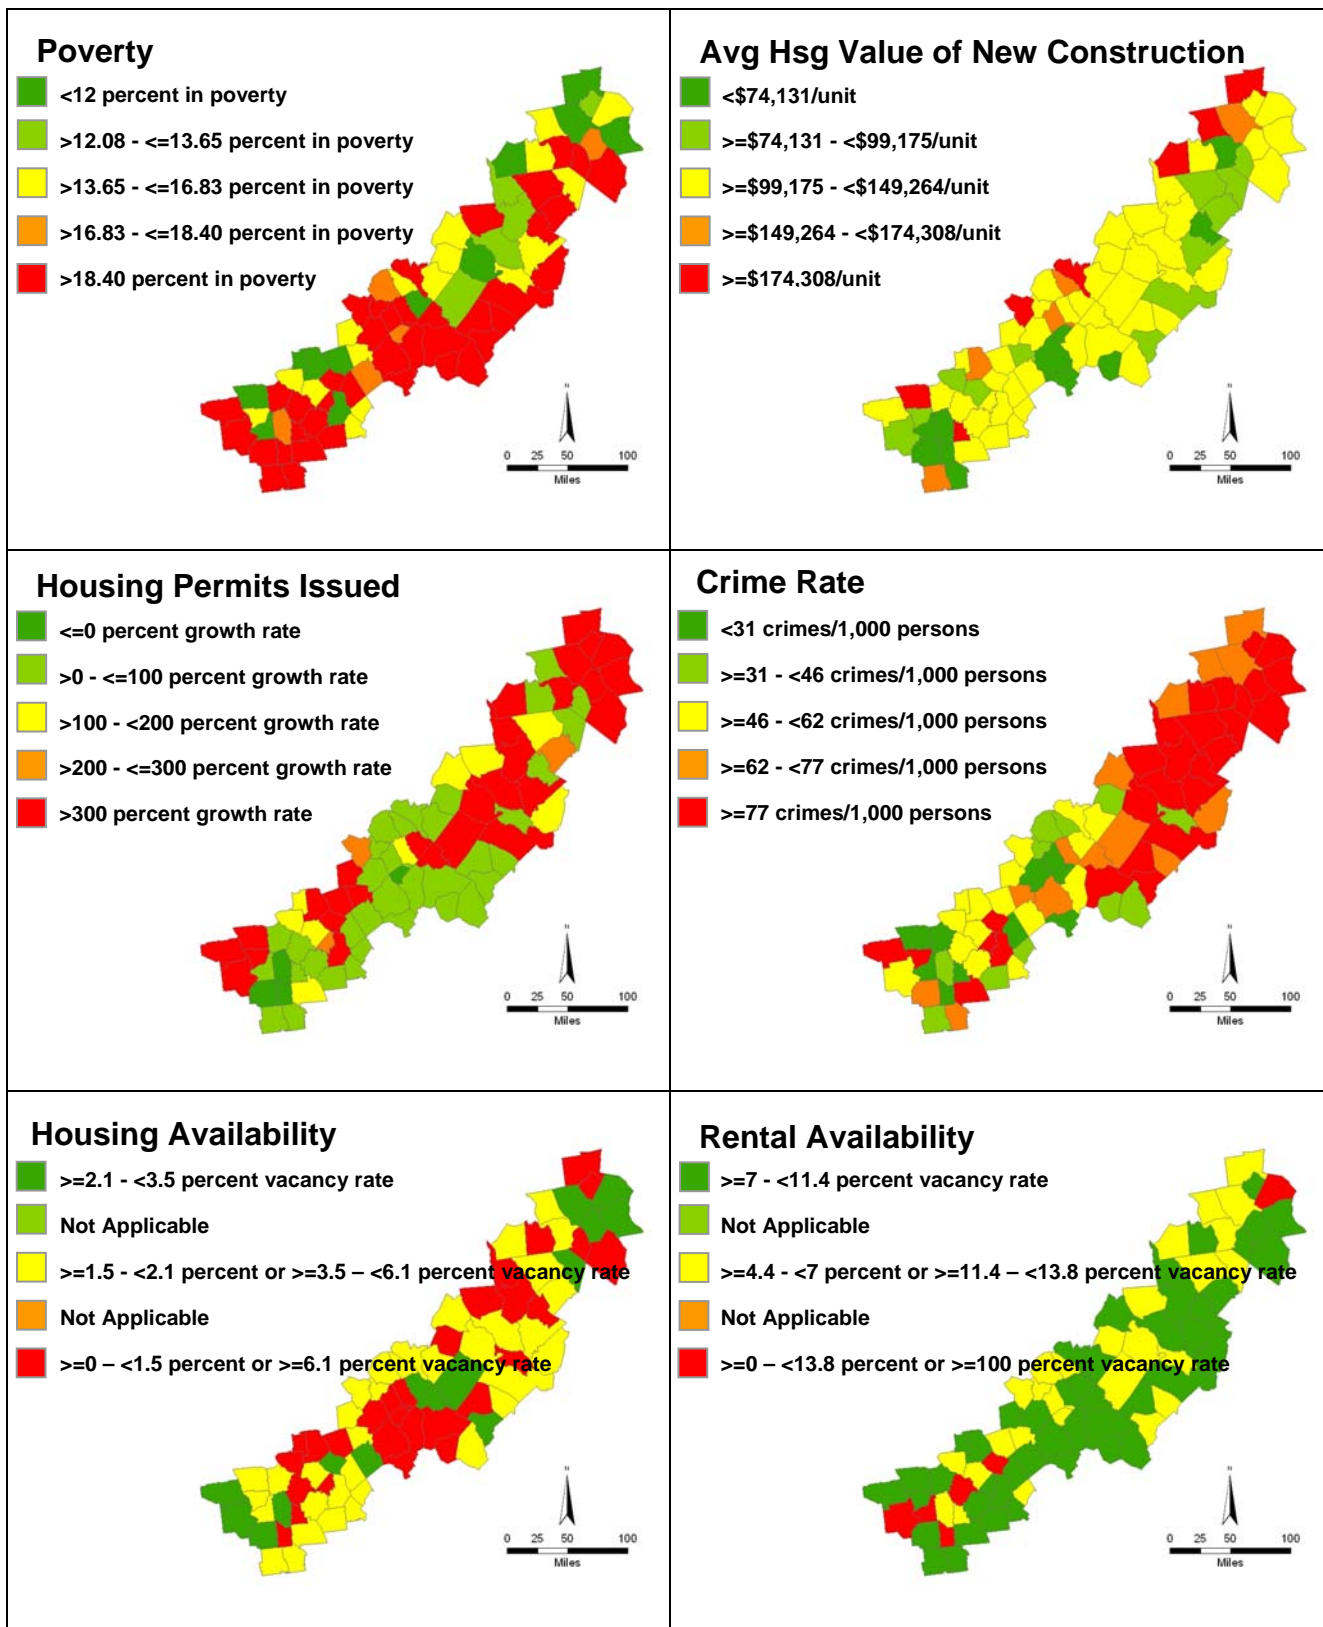 Poverty
<12 percent in poverty
>12.08 - <=13.65 percent in poverty
>13.65 - <=16.83 percent in poverty
>16.83 - <=18.40 percent in poverty
>18.40 percent in poverty
N
0 25 50 100
Miles
Avg Hsg Value of New Construction
<$74,131/unit
>=$74,131 - <$99,175/unit
>=$99,175 - <$149,264/unit
>=$149,264 - <$174,308/unit
>=$174,308/unit
N
0 25 50 100
Miles
Housing Permits Issued
<=0 percent growth rate
>0 - <=100 percent growth rate
>100 - <200 percent growth rate
>200 - <=300 percent growth rate
>300 percent growth rate
N
0 25 50 100
Miles
Crime Rate
<31 crimes/1,000 persons
>=31 - <46 crimes/1,000 persons
>=46 - <62 crimes/1,000 persons
>=62 - <77 crimes/1,000 persons
>=77 crimes/1,000 persons
N
0 25 50 100
Miles
Housing Availability
>=2.1 - <3.5 percent vacancy rate
Not Applicable
>=1.5 - <2.1 percent or >=3.5 – <6.1 percent vacancy rate
Not Applicable
>=0 – <1.5 percent or >=6.1 percent vacancy rate
N
0 25 50 100
Miles
Rental Availability
>=7 - <11.4 percent vacancy rate
Not Applicable
>=4.4 - <7 percent or >=11.4 – <13.8 percent vacancy rate
Not Applicable
>=0 – <13.8 percent or >=100 percent vacancy rate
N
0 25 50 100
Miles